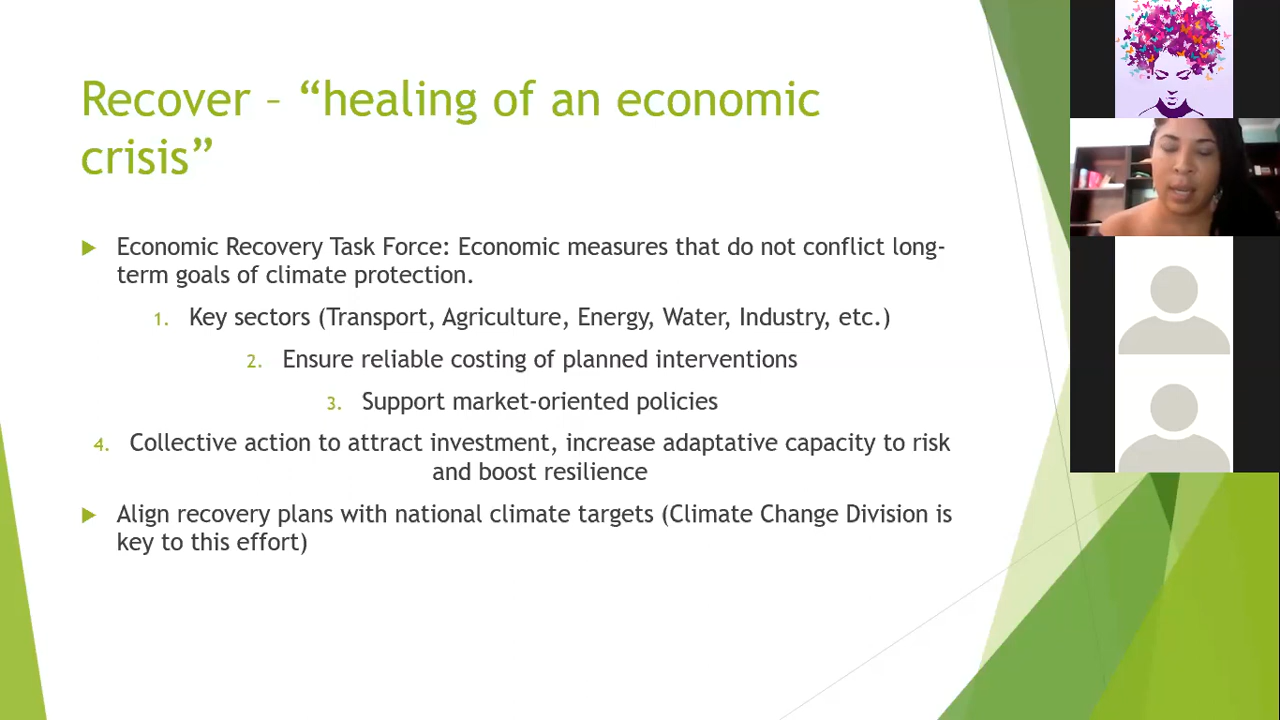 Recover – “healing of an economic
crisis”
Economic Recovery Task Force: Economic measures that do not conflict long-
term goals of climate protection.
1. Key sectors (Transport, Agriculture, Energy, Water, Industry, etc.)
2. Ensure reliable costing of planned interventions
3. Support market-oriented policies
4. Collective action to attract investment, increase adaptative capacity to risk
and boost resilience
Align recovery plans with national climate targets (Climate Change Division is
key to this effort)